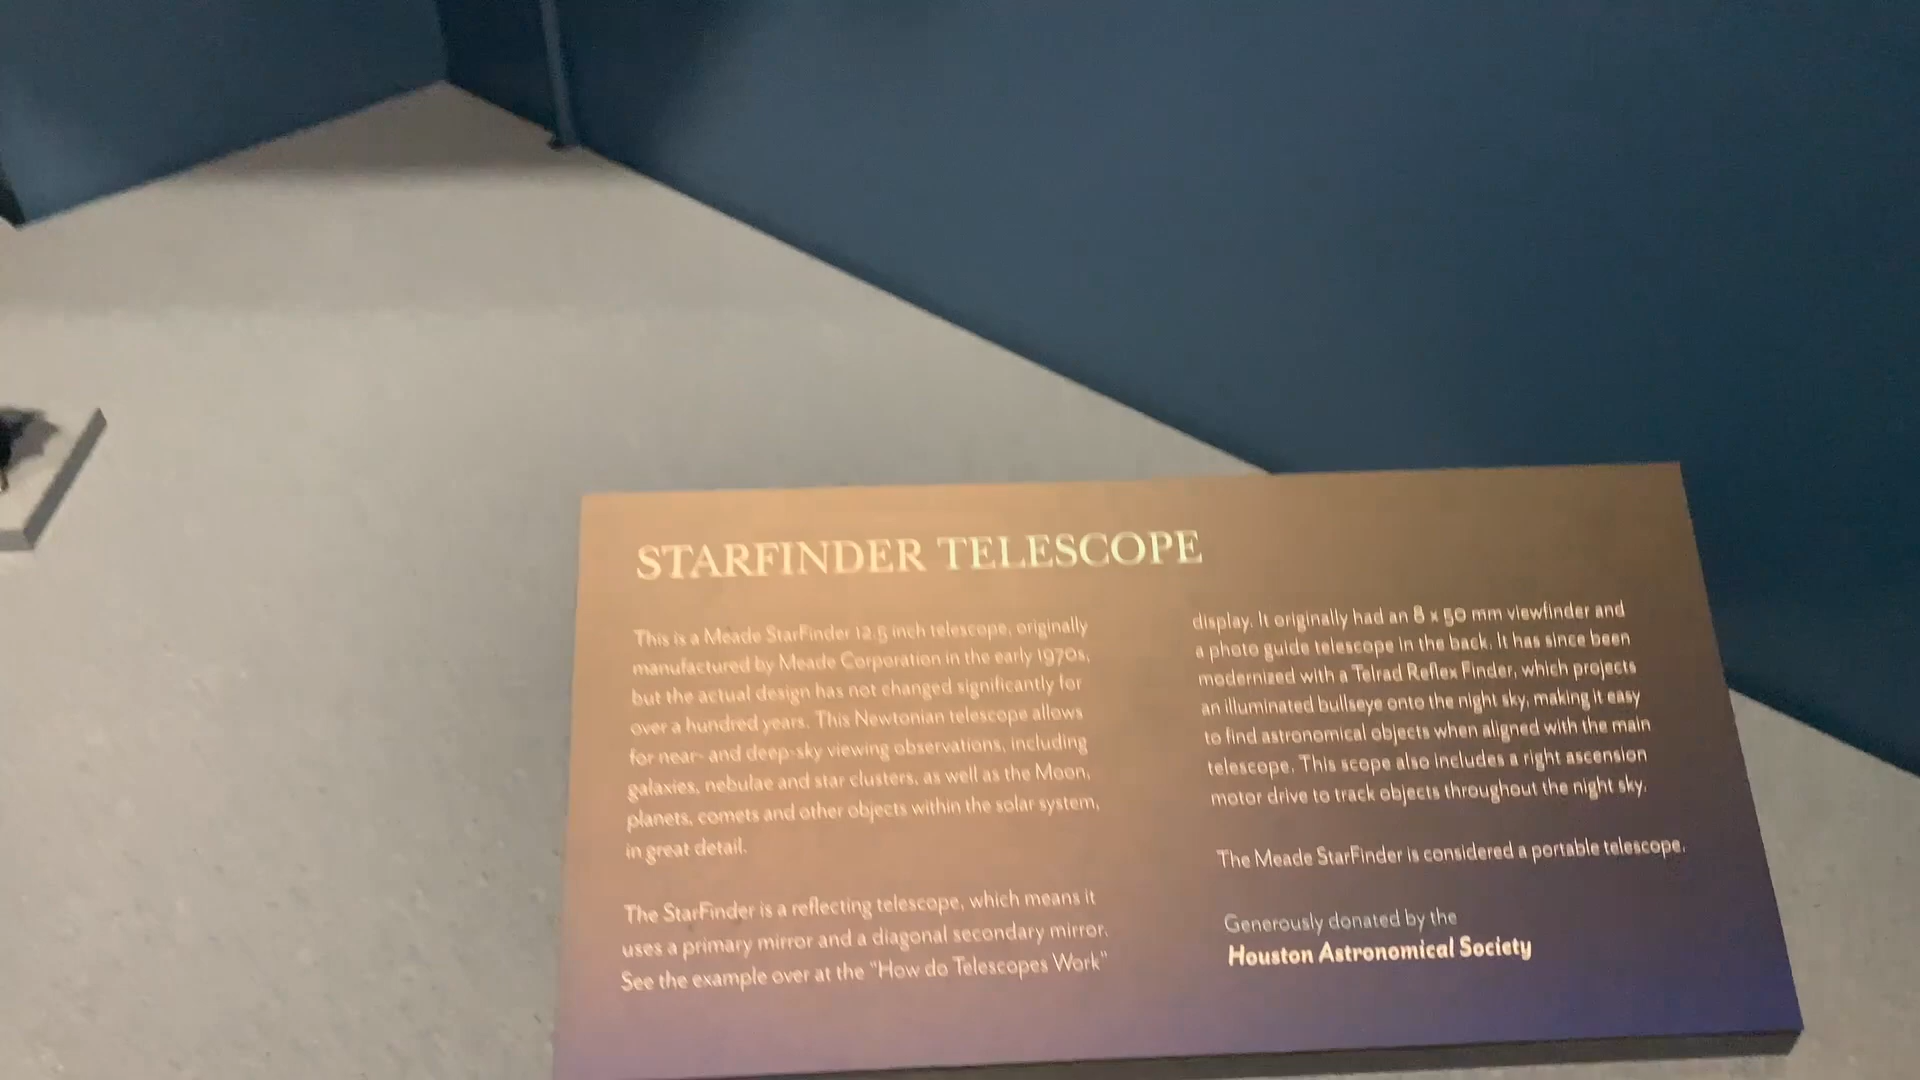 STARFINDER TELESCOPE
This is a Meade StarFinder 12.5 inch telescope, originally
manufactured by Meade Corporation in the early 1970s,
but the actual design has not changed significantly for
over a hundred years. This Newtonian telescope allows
for near- and deep-sky viewing observations, including
galaxies, nebulae and star clusters, as well as the Moon,
planets, comets and other objects within the solar system,
in great detail.
The StarFinder is a reflecting telescope, which means it
uses a primary mirror and a diagonal secondary mirror.
See the example over at the "How do Telescopes Work"
display. It originally had an 8 x 50 mm viewfinder and
a photo guide telescope in the back. It has since been
modernized with a Telrad Reflex Finder, which projects
an illuminated bullseye onto the night sky, making it easy
to find astronomical objects when aligned with the main
telescope. This scope also includes a right ascension
motor drive to track objects throughout the night sky.
The Meade StarFinder is considered a portable telescope.
Generously donated by the
Houston Astronomical Society